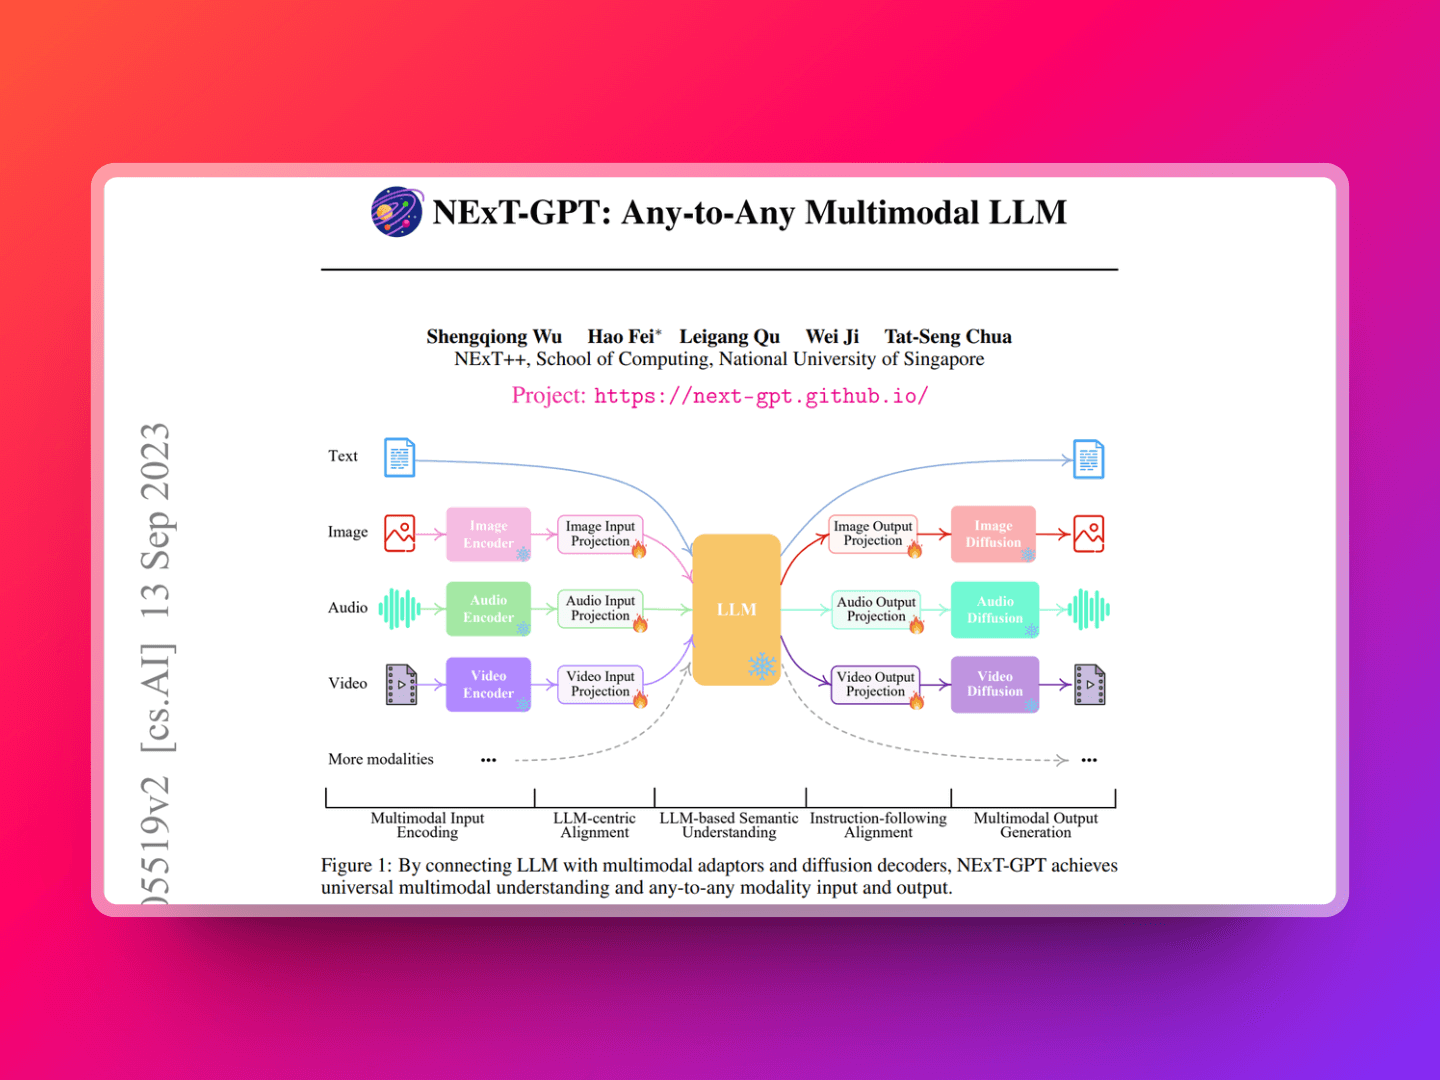 NExT-GPT: Any-to-Any Multimodal LLM
Shengqiong Wu Hao Fei* Leigang Qu Wei Ji Tat-Seng Chua
NExT++, School of Computing, National University of Singapore
Project: https://next-gpt.github.io/
05519v2 [cs.AI] 13 Sep 2023
Text
Image
Image
Encoder
Image Input
Projection
Image Output
Projection
Image
Diffusion
Audio
Audio
Encoder
Audio Input
Projection
LLM
Audio Output
Projection
Audio
Diffusion
Video
Video
Encoder
Video Input
Projection
Video Output
Projection
Video
Diffusion
More modalities ... ...
Multimodal Input
Encoding
LLM-centric
Alignment
LLM-based Semantic
Understanding
Instruction-following
Alignment
Multimodal Output
Generation
Figure 1: By connecting LLM with multimodal adaptors and diffusion decoders, NExT-GPT achieves
universal multimodal understanding and any-to-any modality input and output.